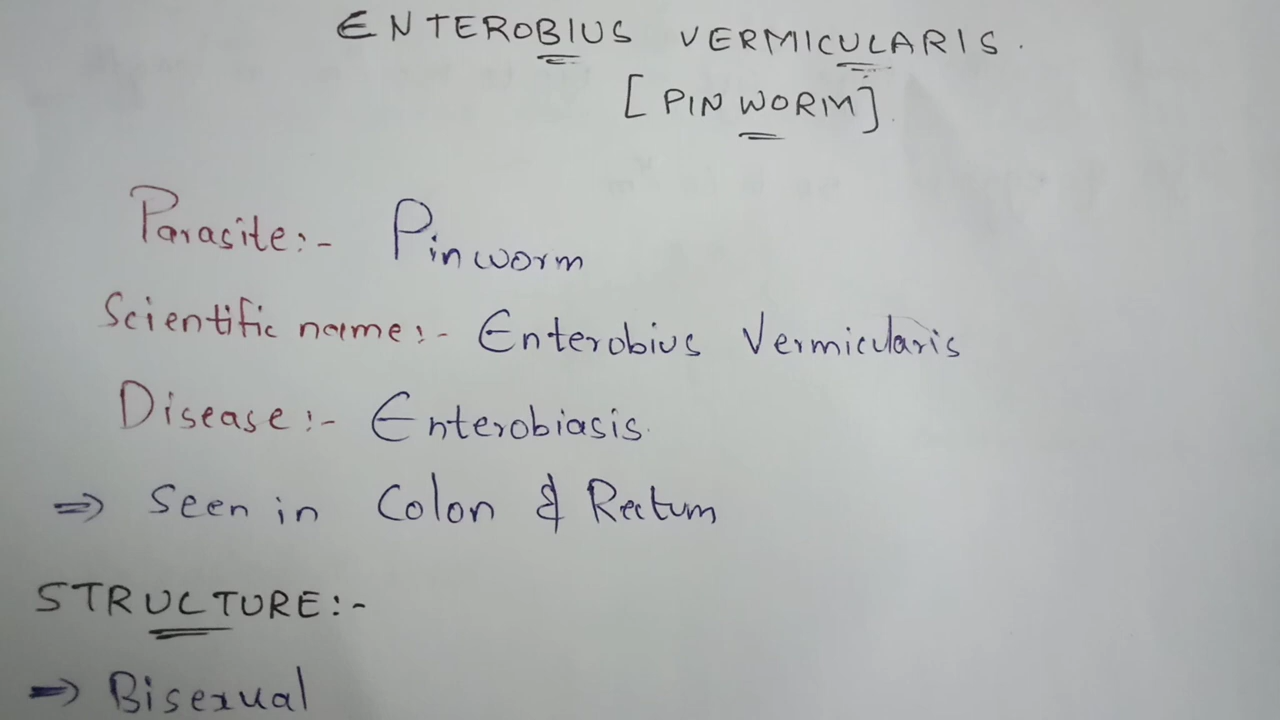 ENTEROBIUS VERMICULARIS.
[PIN WORM]
Parasite:- Pinworm
Scientific name:- Enterobius Vermicularis
Disease:- Enterobiasis.
⇒ Seen in Colon & Rectum
STRUCTURE:-
⇒ Bisexual